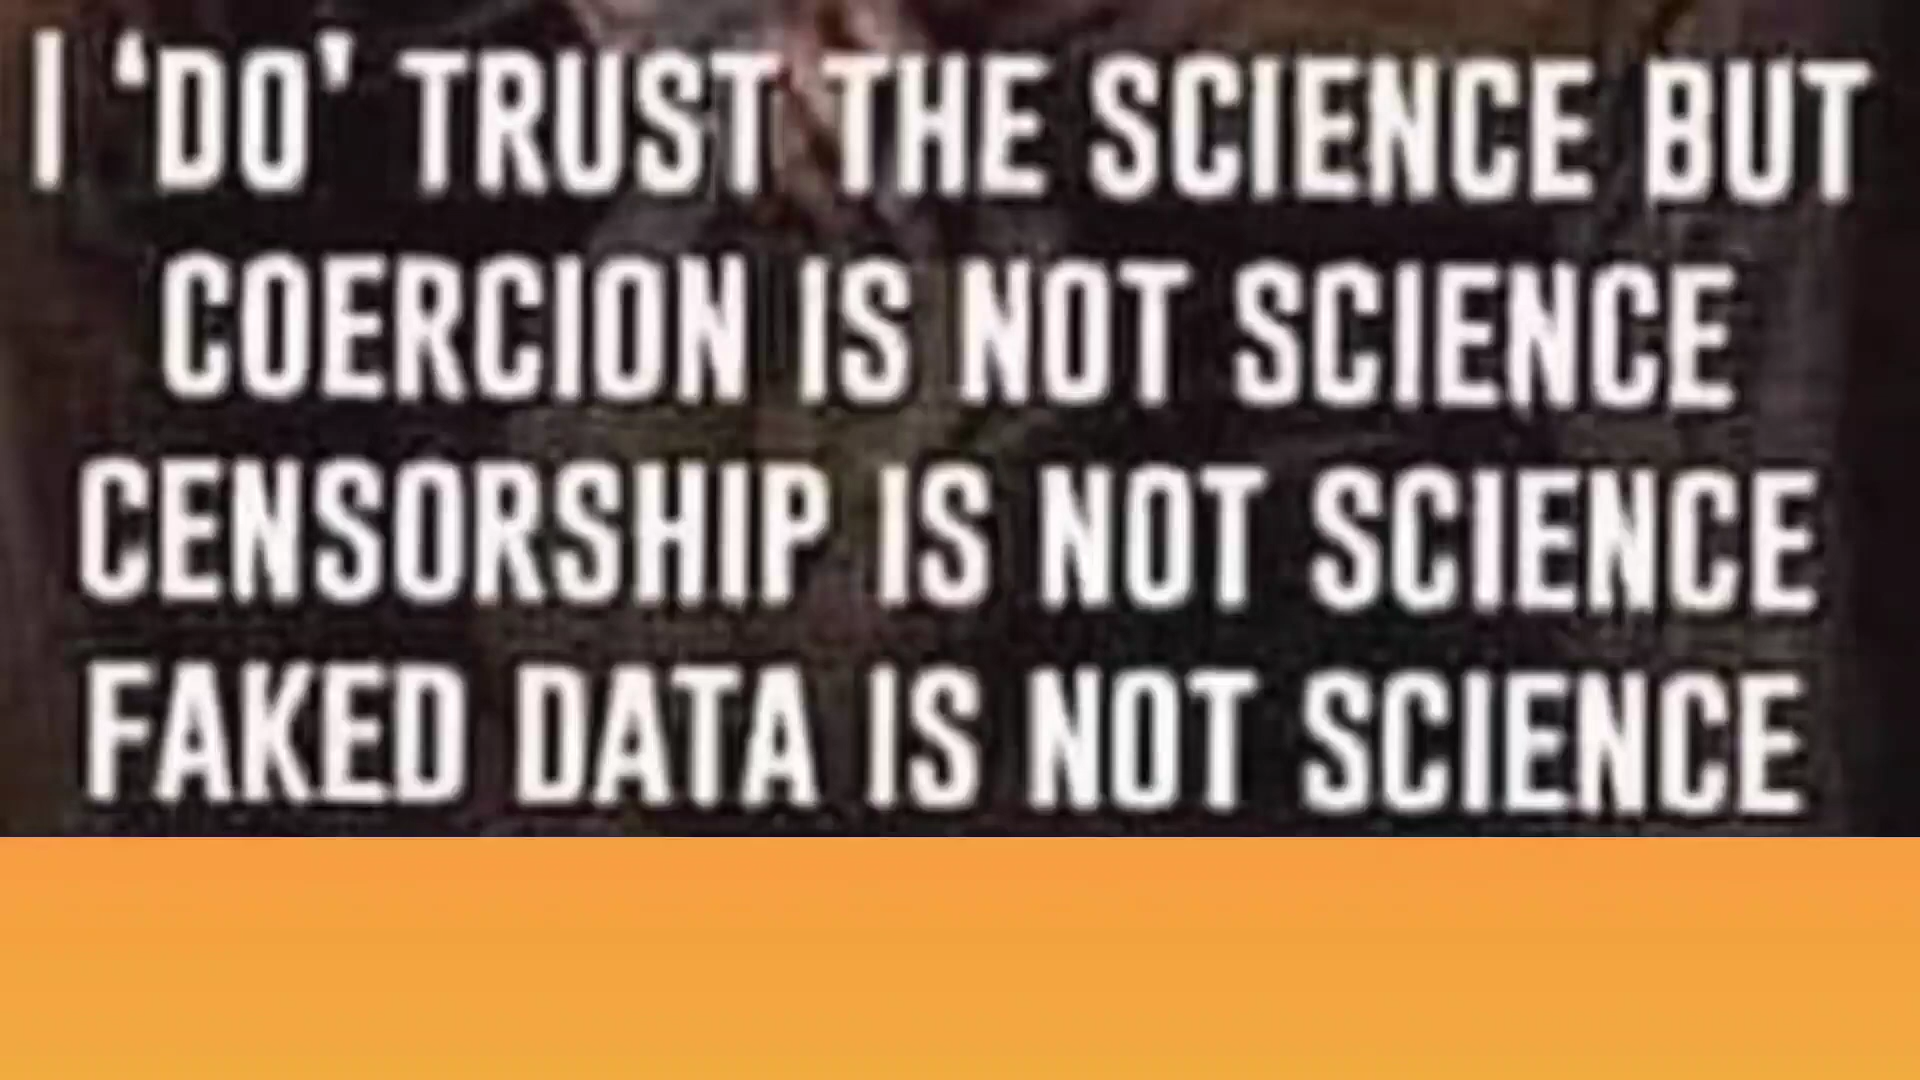 I 'DO' TRUST THE SCIENCE BUT
COERCION IS NOT SCIENCE
CENSORSHIP IS NOT SCIENCE
FAKED DATA IS NOT SCIENCE